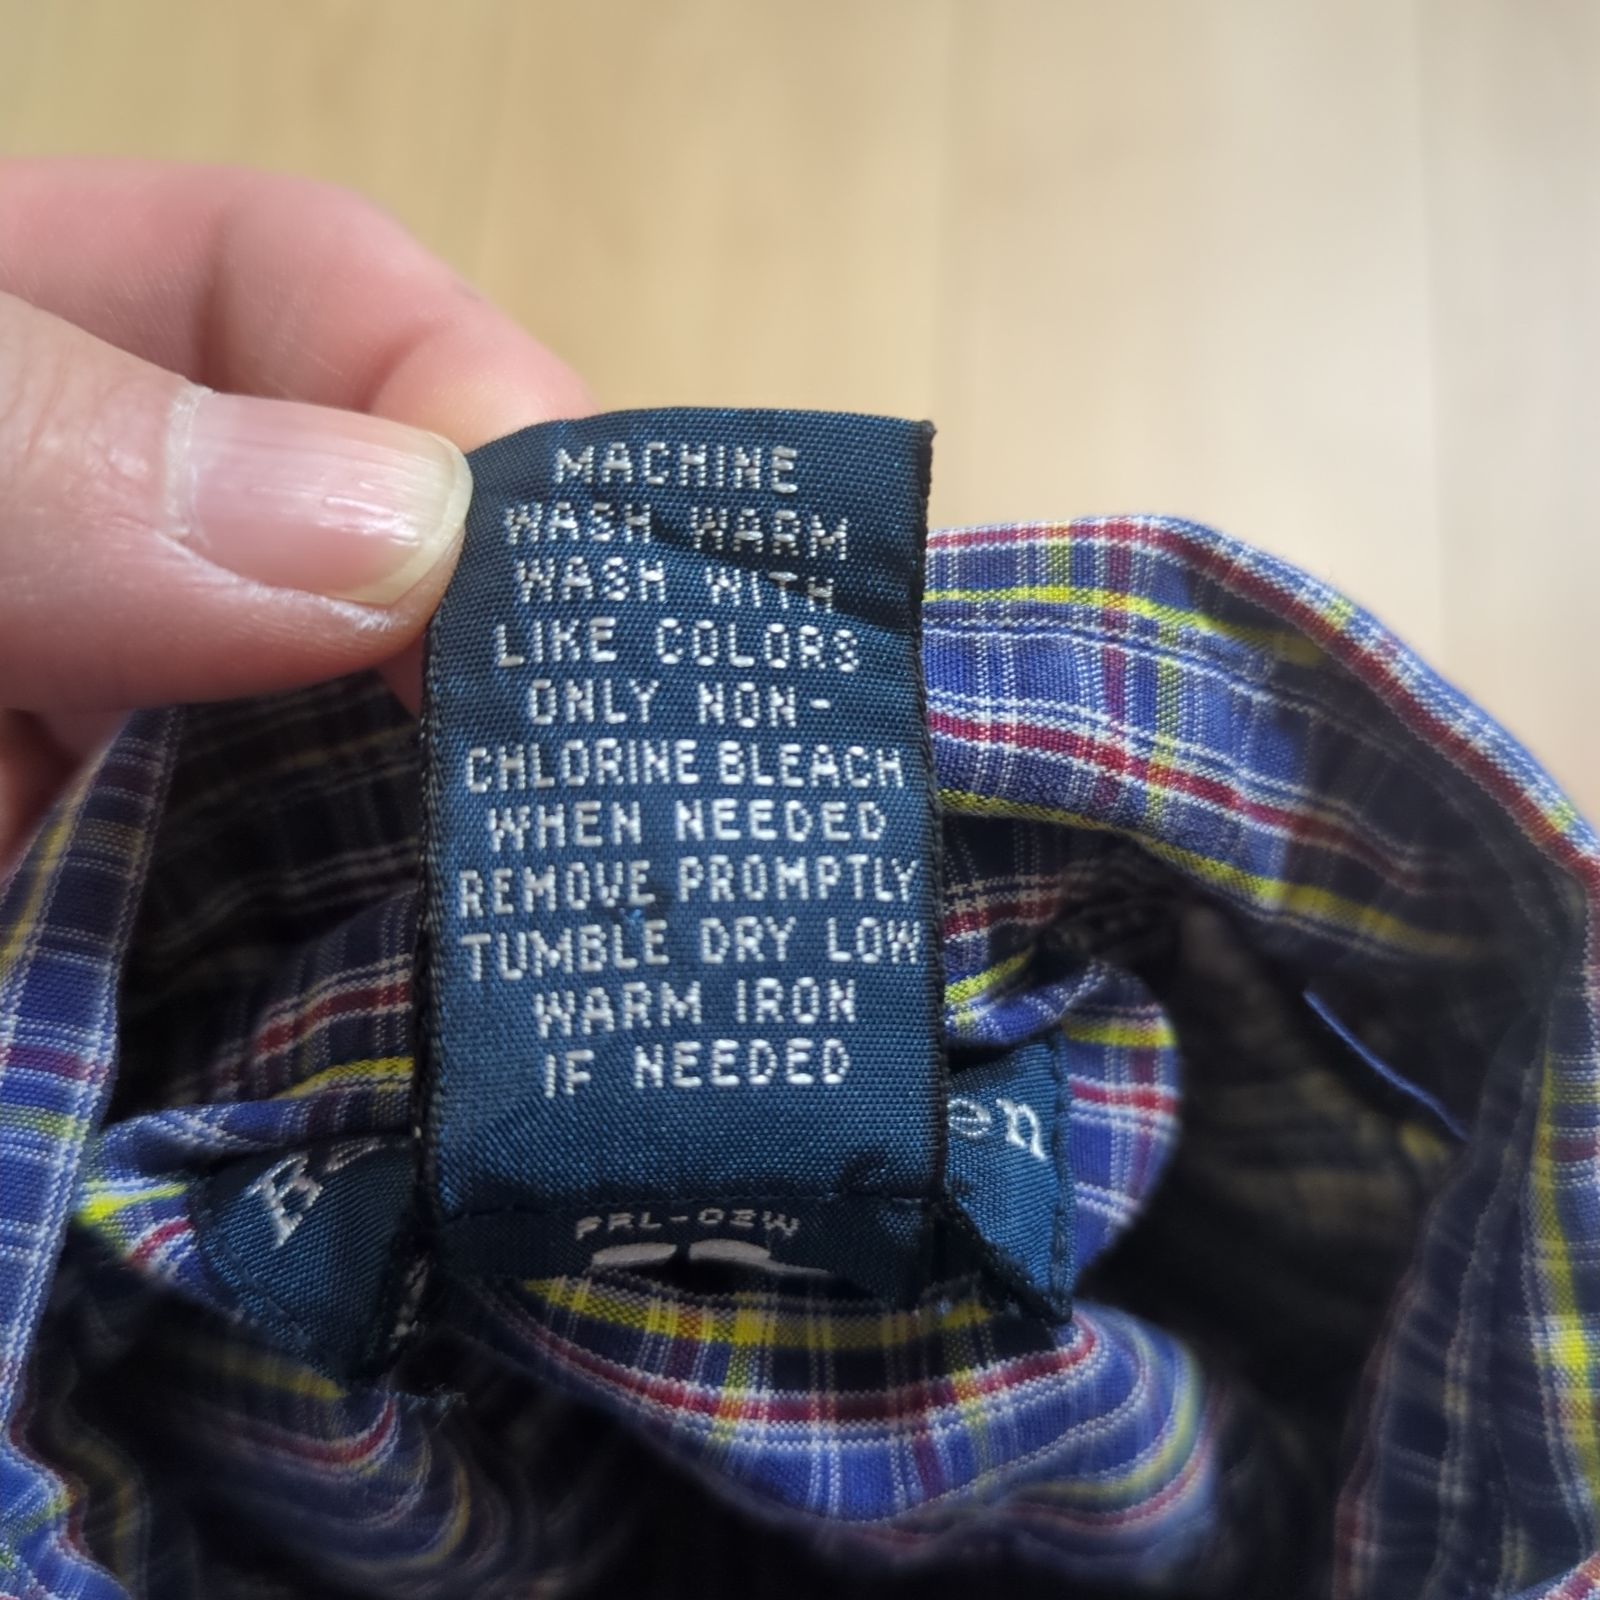 MACHINE
WASH WARM
WASH WITH
LIKE COLORS
ONLY NON-
CHLORINE BLEACH
WHEN NEEDED
REMOVE PROMPTLY
TUMBLE DRY LOW
WARM IRON
IF NEEDED
en